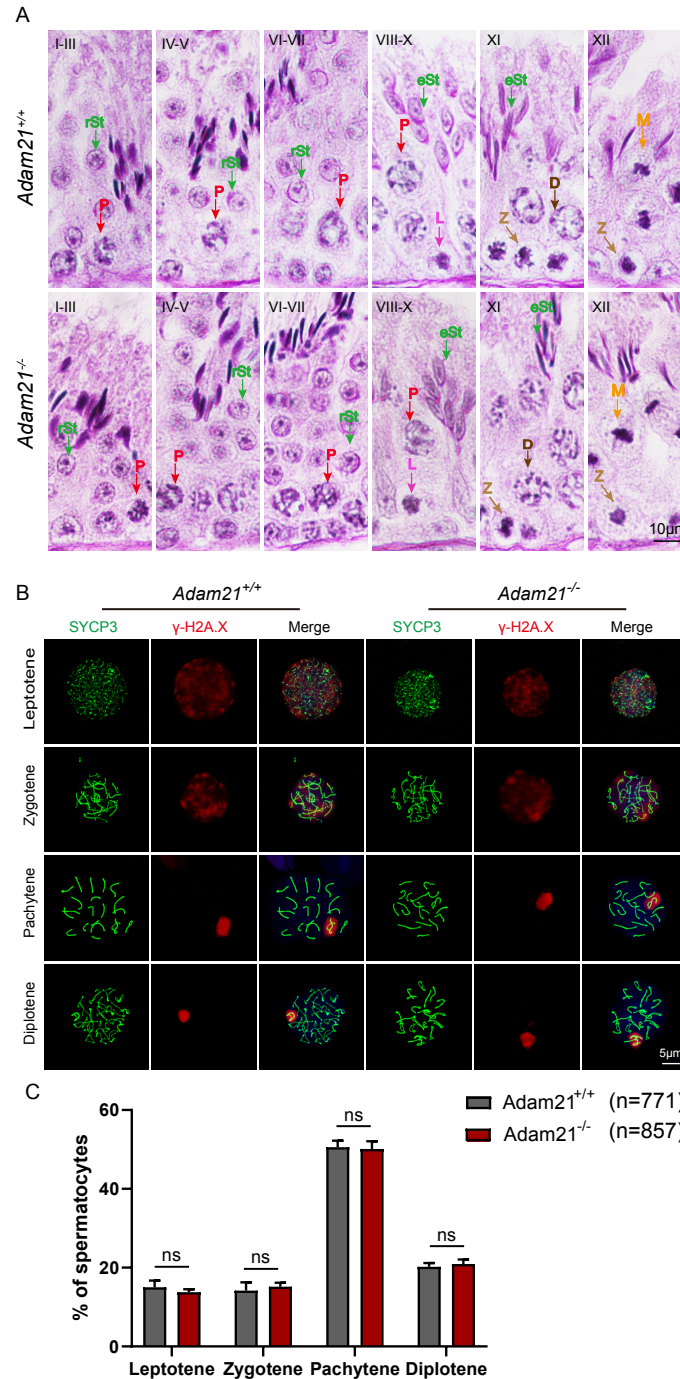 A
I-III
IV-V
VI-VII
VIII-X
XI
XII
Adam21+/+
rSt
P
rSt
P
rSt
P
eSt
P
L
eSt
D
Z
M
Z
I-III
IV-V
VI-VII
VIII-X
XI
XII
Adam21-/-
rSt
P
rSt
P
rSt
P
eSt
P
L
eSt
D
Z
M
Z
10μm
B
Adam21+/+
Adam21-/-
SYCP3
γ-H2A.X
Merge
SYCP3
γ-H2A.X
Merge
Leptotene
Zygotene
Pachytene
Diplotene
5μm
C
Adam21+/+ (n=771)
Adam21-/- (n=857)
% of spermatocytes
60
40
20
0
ns
ns
ns
ns
Leptotene Zygotene Pachytene Diplotene